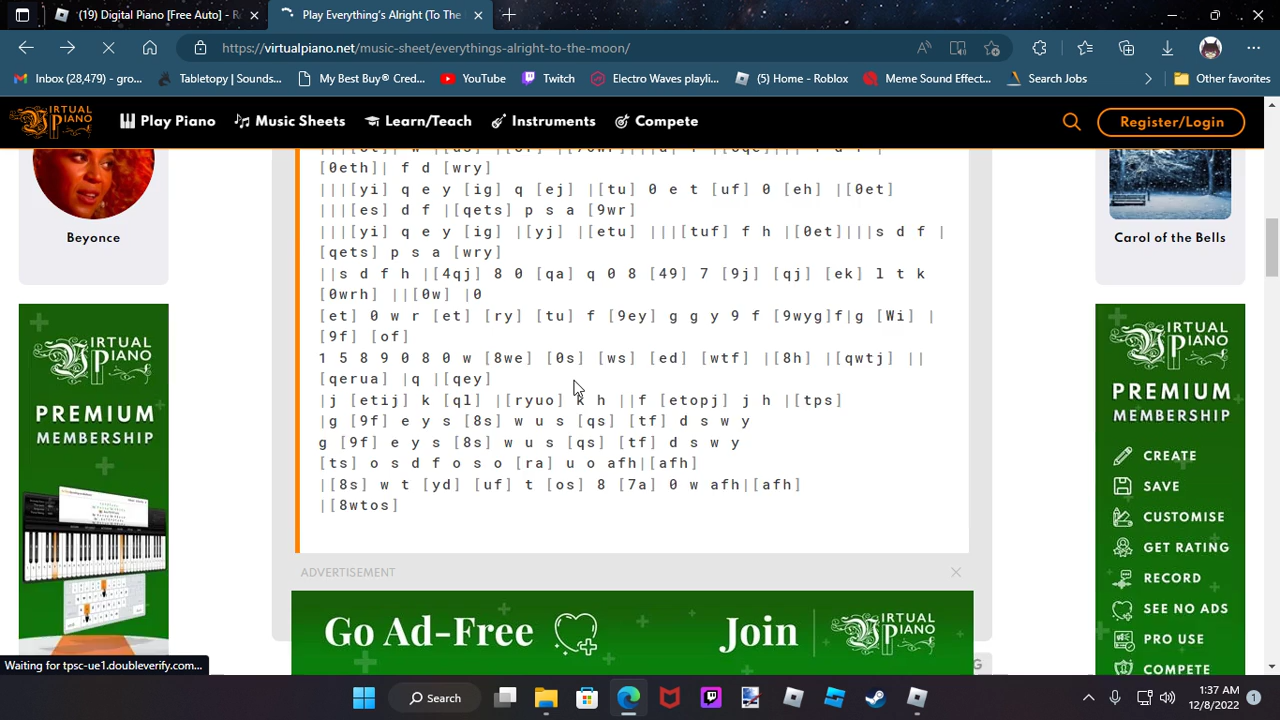 (19) Digital Piano [Free Auto] - R
Play Everything's Alright (To The
https://virtualpiano.net/music-sheet/everythings-alright-to-the-moon/
Inbox (28,479) - gro...
Tabletopy | Sounds...
My Best Buy® Cred...
YouTube
Twitch
Electro Waves playli...
(5) Home - Roblox
Meme Sound Effect...
Search Jobs
Other favorites
VIRTUAL PIANO
Play Piano
Music Sheets
Learn/Teach
Instruments
Compete
Register/Login
[0eth]| f d [wry]
|||[yi] q e y [ig] q [ej] |[tu] 0 e t [uf] 0 [eh] |[0et]
|||[es] d f |[qets] p s a [9wr]
|||[yi] q e y [ig] |[yj] |[etu] |||[tuf] f h |[0et]|||s d f |
[qets] p s a [wry]
||s d f h |[4qj] 8 0 [qa] q 0 8 [49] 7 [9j] [qj] [ek] l t k
[0wrh] ||[0w] |0
[et] 0 w r [et] [ry] [tu] f [9ey] g g y 9 f [9wyg]f|g [Wi] |
[9f] [of]
1 5 8 9 0 8 0 w [8we] [0s] [ws] [ed] [wtf] |[8h] |[qwtj] ||
[qerua] |q |[qey]
|j [etij] k [ql] |[ryuo] k h ||f [etopj] j h |[tps]
|g [9f] e y s [8s] w u s [qs] [tf] d s w y
g [9f] e y s [8s] w u s [qs] [tf] d s w y
[ts] o s d f o s o [ra] u o afh|[afh]
|[8s] w t [yd] [uf] t [os] 8 [7a] 0 w afh|[afh]
|[8wtos]
Beyonce
Carol of the Bells
VIRTUAL PIANO
PREMIUM
MEMBERSHIP
VIRTUAL PIANO
PREMIUM
MEMBERSHIP
CREATE
SAVE
CUSTOMISE
GET RATING
RECORD
SEE NO ADS
PRO USE
COMPETE
ADVERTISEMENT
Go Ad-Free
Join
VIRTUAL PIANO
G
Waiting for tpsc-ue1.doubleverify.com...
Search
1:37 AM
12/8/2022
1